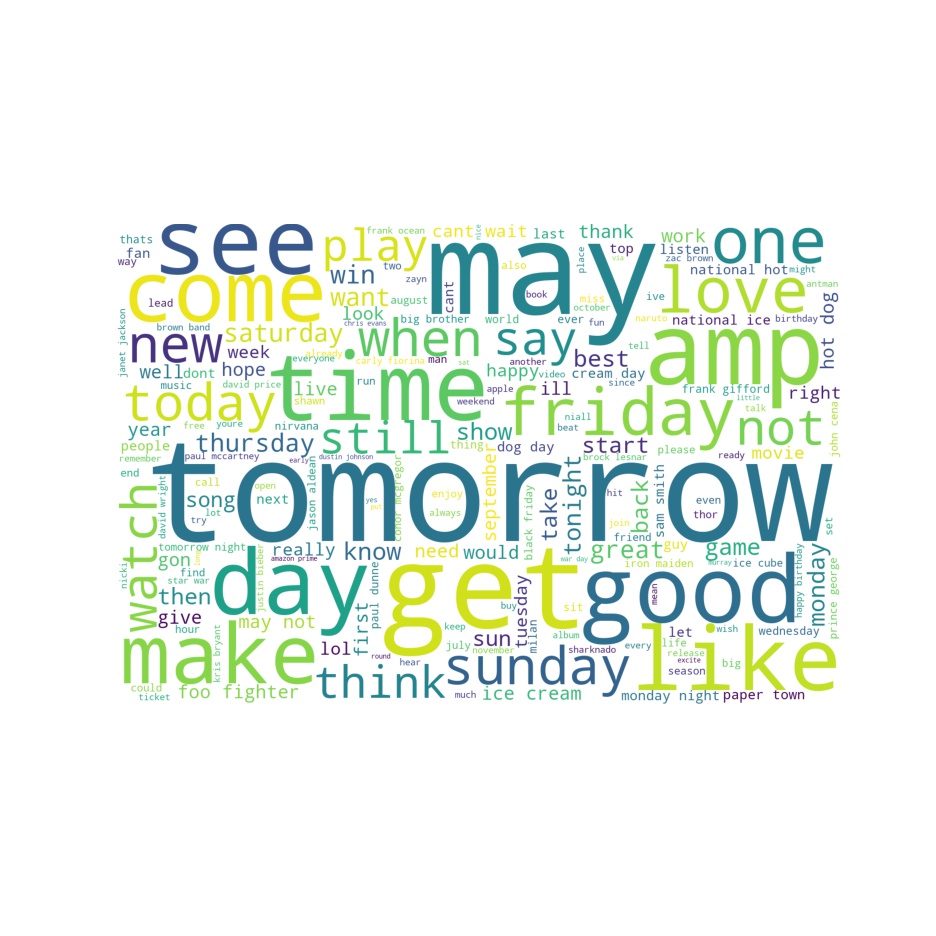 see
play
frank ocean
cant wait
nice
last
thank
work
one
thats
fan
way
may
also
place
top
via
listen
zac brown
win
two
zayn
cant
national hot
might
come
lead
want
august
book
miss
october
ive
love
antman
look
big brother
world
ever
fun
naruto
national ice
birthday
hot dog
janet jackson
brown band
chris evans
new
saturday
when
say
tell
amp
week
already
everyone
carly fiorina
man
sat
another
best
well
dont
hope
time
happy
video
cream day
since
music
david price
live
run
apple
ill
frank gifford
little
right
today
shawn
weekend
friday
niall
talk
not
john cena
free
youre
nirvana
still
beat
year
thursday
show
thing
dog day
start
please
movie
people
paul mccartney
early
dustin johnson
brock lesnar
ready
remember
tomorrow
end
call
open
yes
put
enjoy
always
hit
even
thor
join
friend
set
david wright
song
next
jason aldean
conor mcgregor
september
black friday
take
tonight
back
sam smith
try
lot
watch
tomorrow night
really
know
need
would
great
guy
game
gon
find
long
iron maiden
murray
ice cube
war day
nicki
star war
amazon prime
day
get
good
monday
happy birthday
prince george
then
justin bieber
paul dunne
tuesday
buy
sit
mean
give
may not
first
keep
milan
album
let
wish
wednesday
hour
kris bryant
lol
july
sun
november
sharknado
every
life
release
like
make
round
hear
sunday
excite
season
big
could
ticket
foo fighter
think
much
ice cream
monday night
paper town